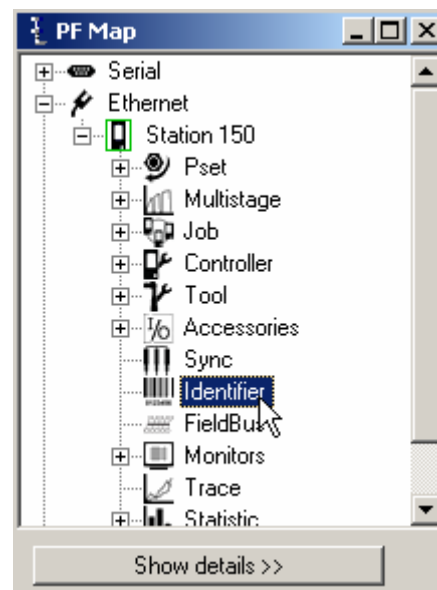 PF Map
Serial
Ethernet
Station 150
Pset
Multistage
Job
Controller
Tool
I/o Accessories
Sync
Identifier
FieldBus
Monitors
Trace
Statistic
Show details >>